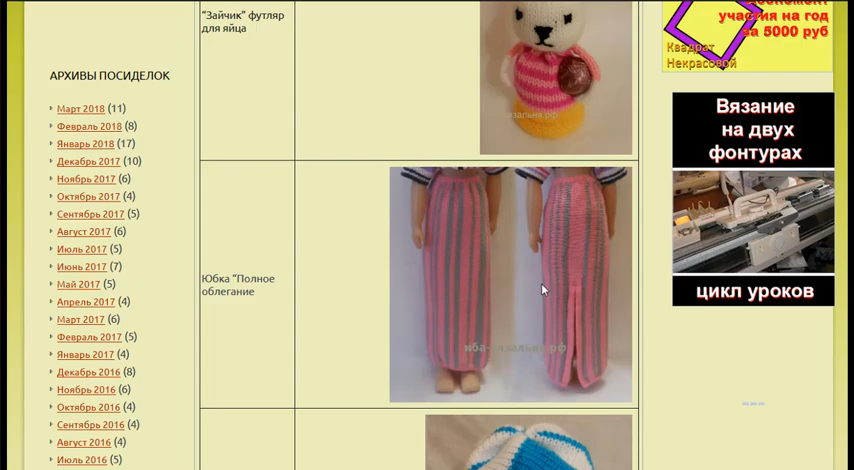 АРХИВЫ ПОСИДЕЛОК
Март 2018 (11)
Февраль 2018 (8)
Январь 2018 (17)
Декабрь 2017 (10)
Ноябрь 2017 (6)
Октябрь 2017 (4)
Сентябрь 2017 (5)
Август 2017 (6)
Июль 2017 (5)
Июнь 2017 (7)
Май 2017 (5)
Апрель 2017 (4)
Март 2017 (6)
Февраль 2017 (5)
Январь 2017 (4)
Декабрь 2016 (8)
Ноябрь 2016 (6)
Октябрь 2016 (4)
Сентябрь 2016 (4)
Август 2016 (4)
Июль 2016 (5)
"Зайчик" футляр
для яйца
Юбка "Полное
облегание
участия на год
за 5000 руб
Квадрат
Некрасовой
Вязание
на двух
фонтурах
цикл уроков